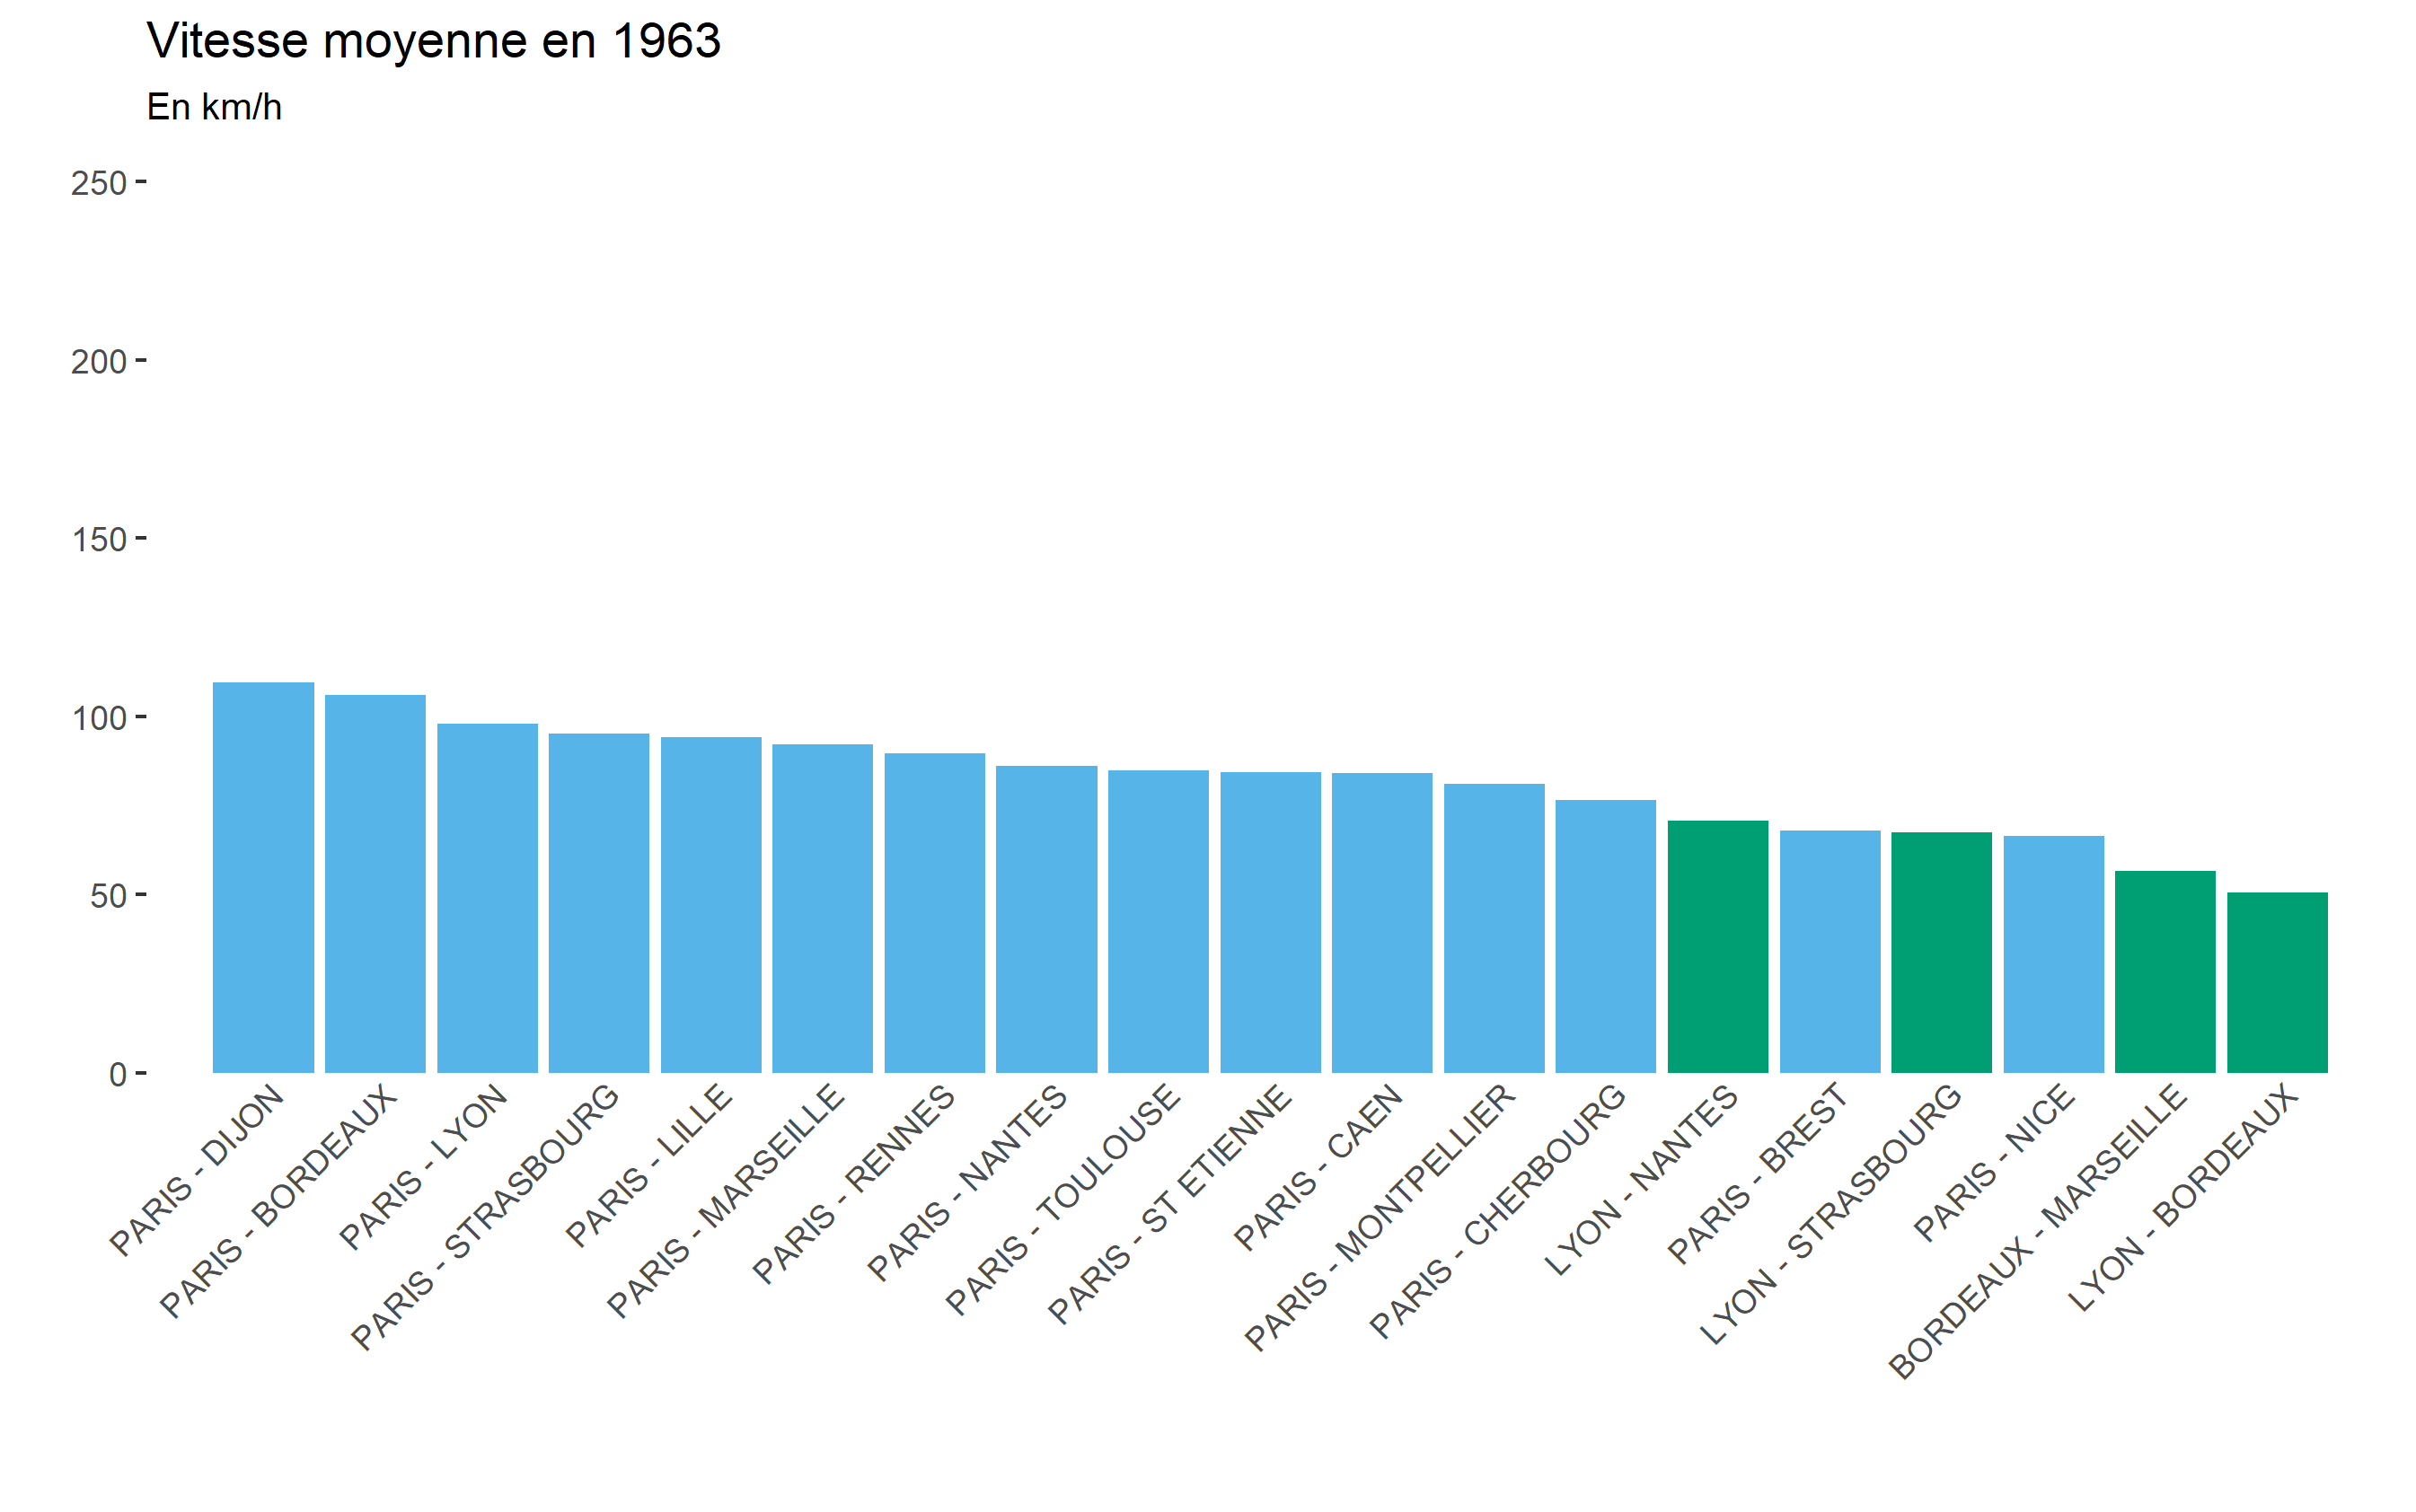 Vitesse moyenne en 1963
En km/h
250
200
150
100
50
0
PARIS - DIJON
PARIS - BORDEAUX
PARIS - LYON
PARIS - STRASBOURG
PARIS - LILLE
PARIS - MARSEILLE
PARIS - RENNES
PARIS - NANTES
PARIS - TOULOUSE
PARIS - ST ETIENNE
PARIS - CAEN
PARIS - MONTPELLIER
PARIS - CHERBOURG
LYON - NANTES
PARIS - BREST
LYON - STRASBOURG
PARIS - NICE
BORDEAUX - MARSEILLE
LYON - BORDEAUX